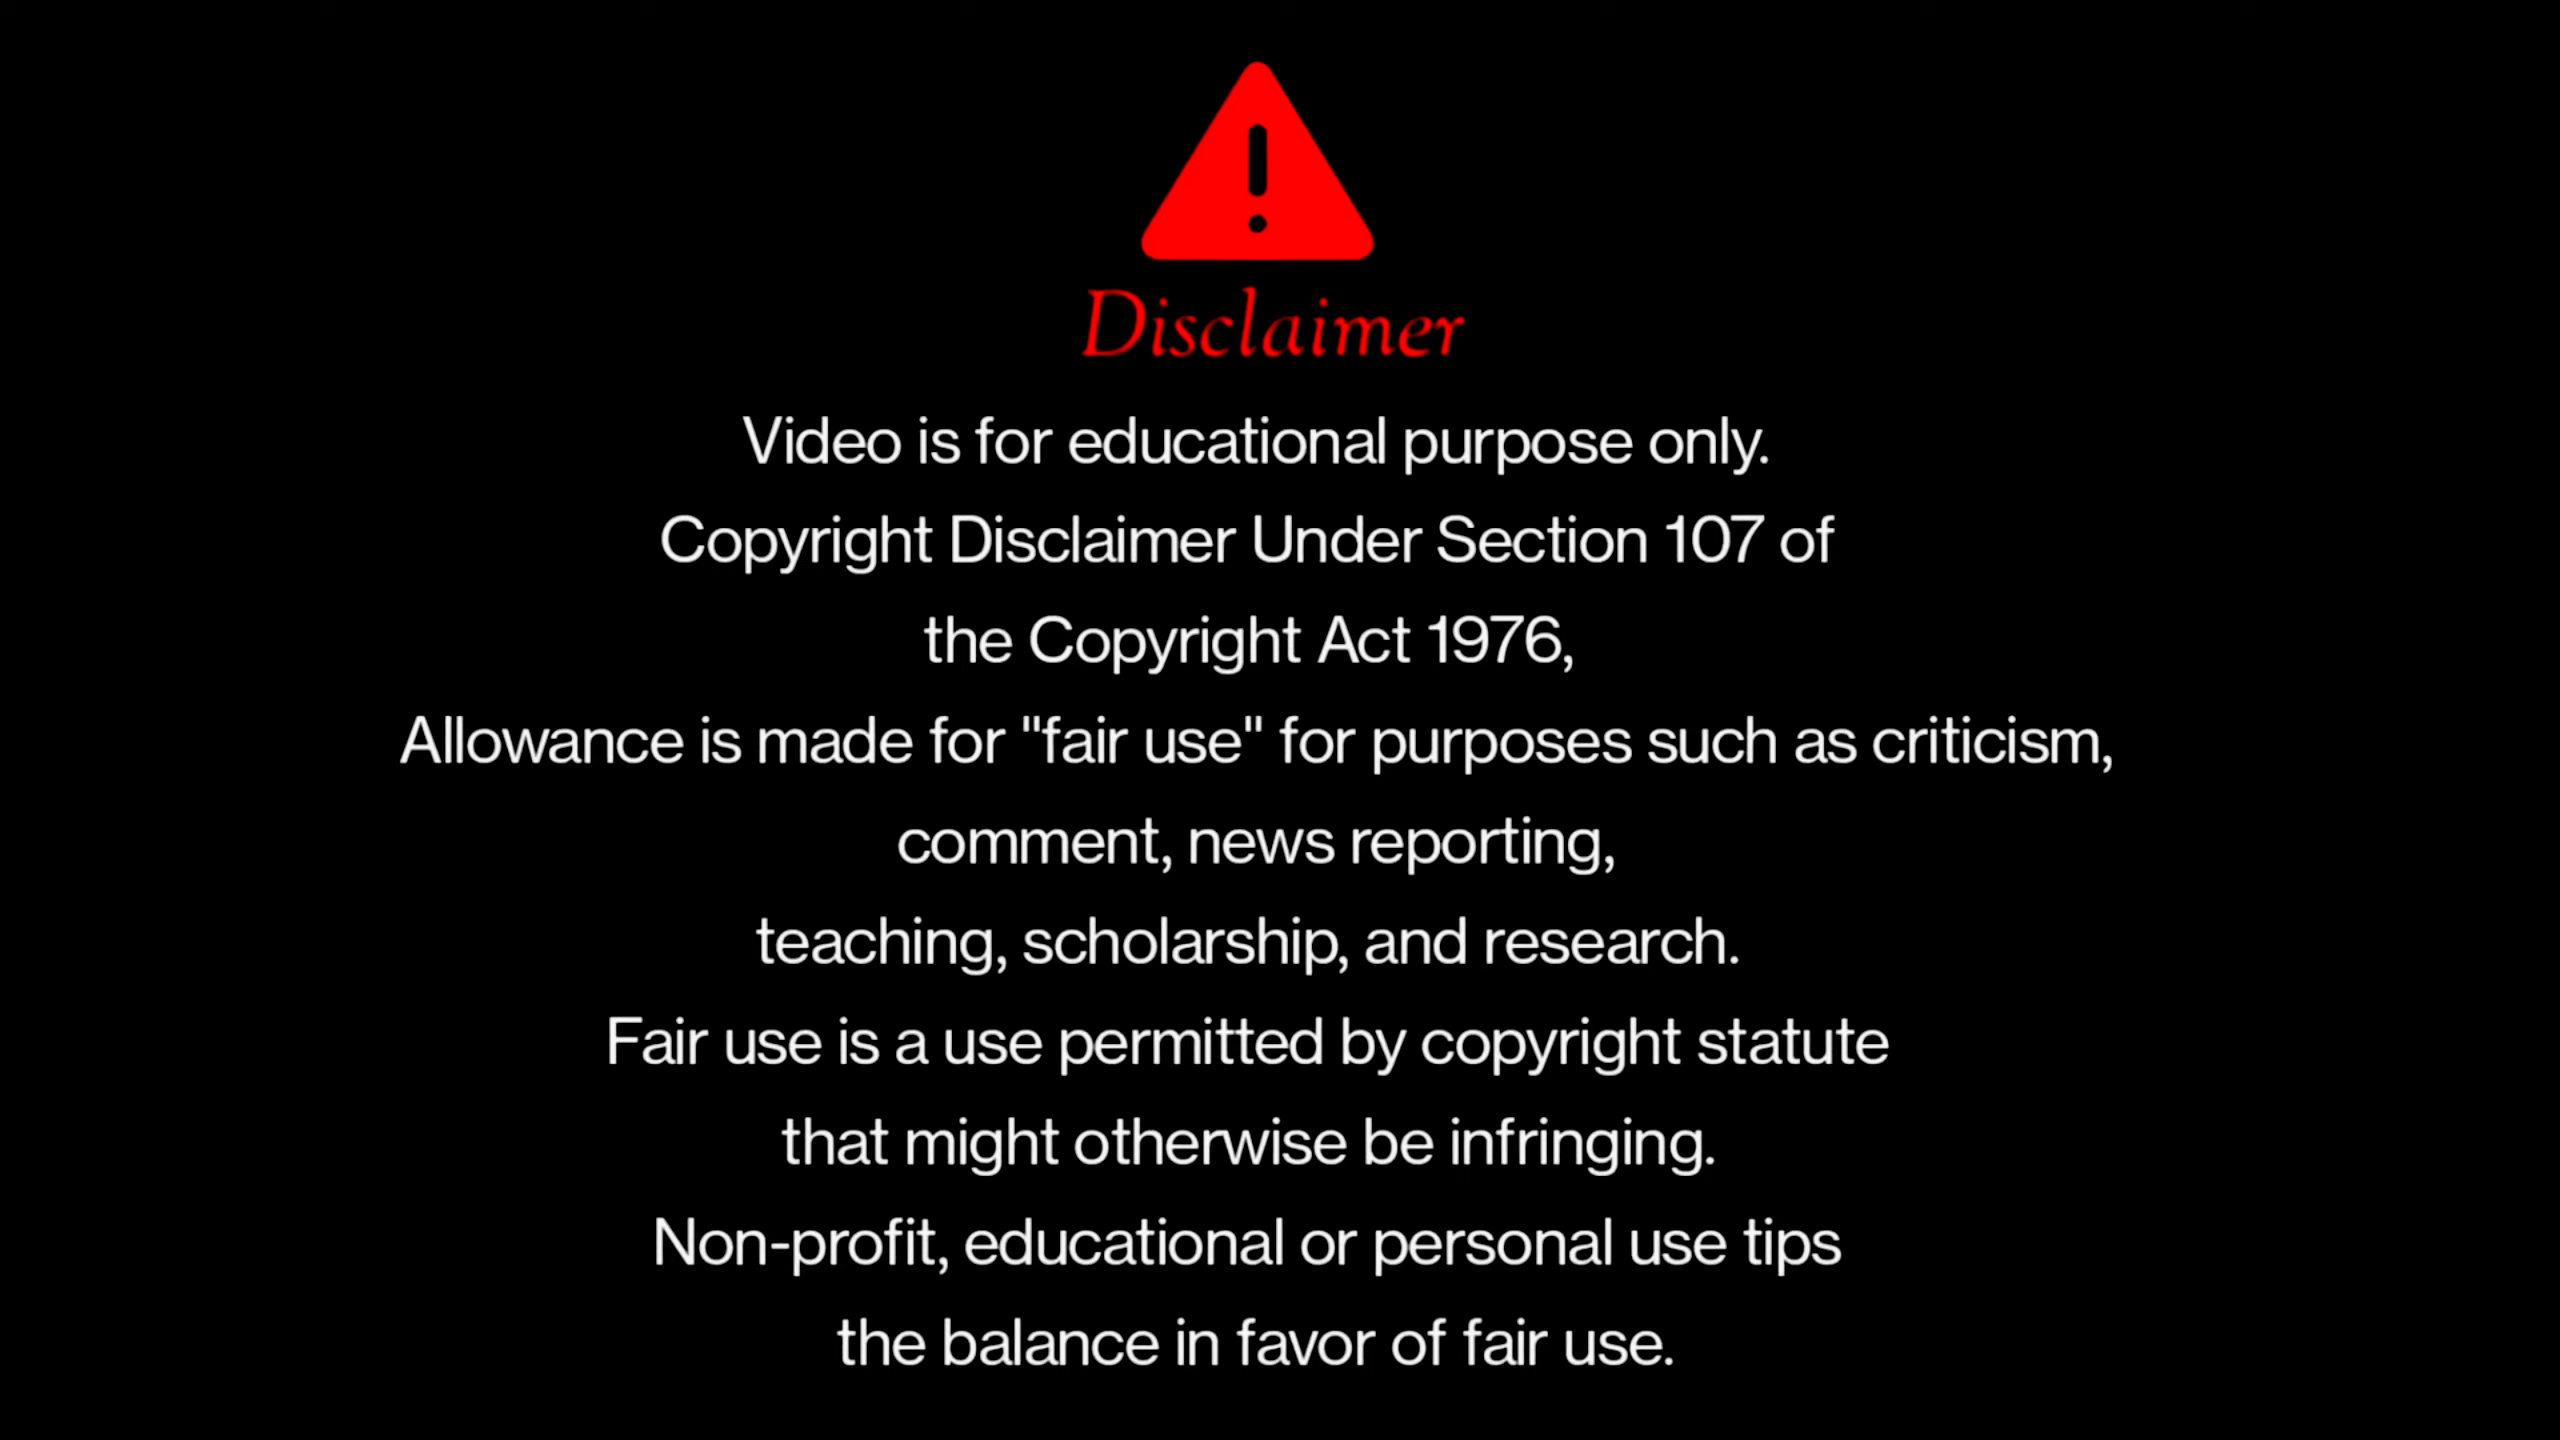 Disclaimer
Video is for educational purpose only.
Copyright Disclaimer Under Section 107 of
the Copyright Act 1976,
Allowance is made for "fair use" for purposes such as criticism,
comment, news reporting,
teaching, scholarship, and research.
Fair use is a use permitted by copyright statute
that might otherwise be infringing.
Non-profit, educational or personal use tips
the balance in favor of fair use.